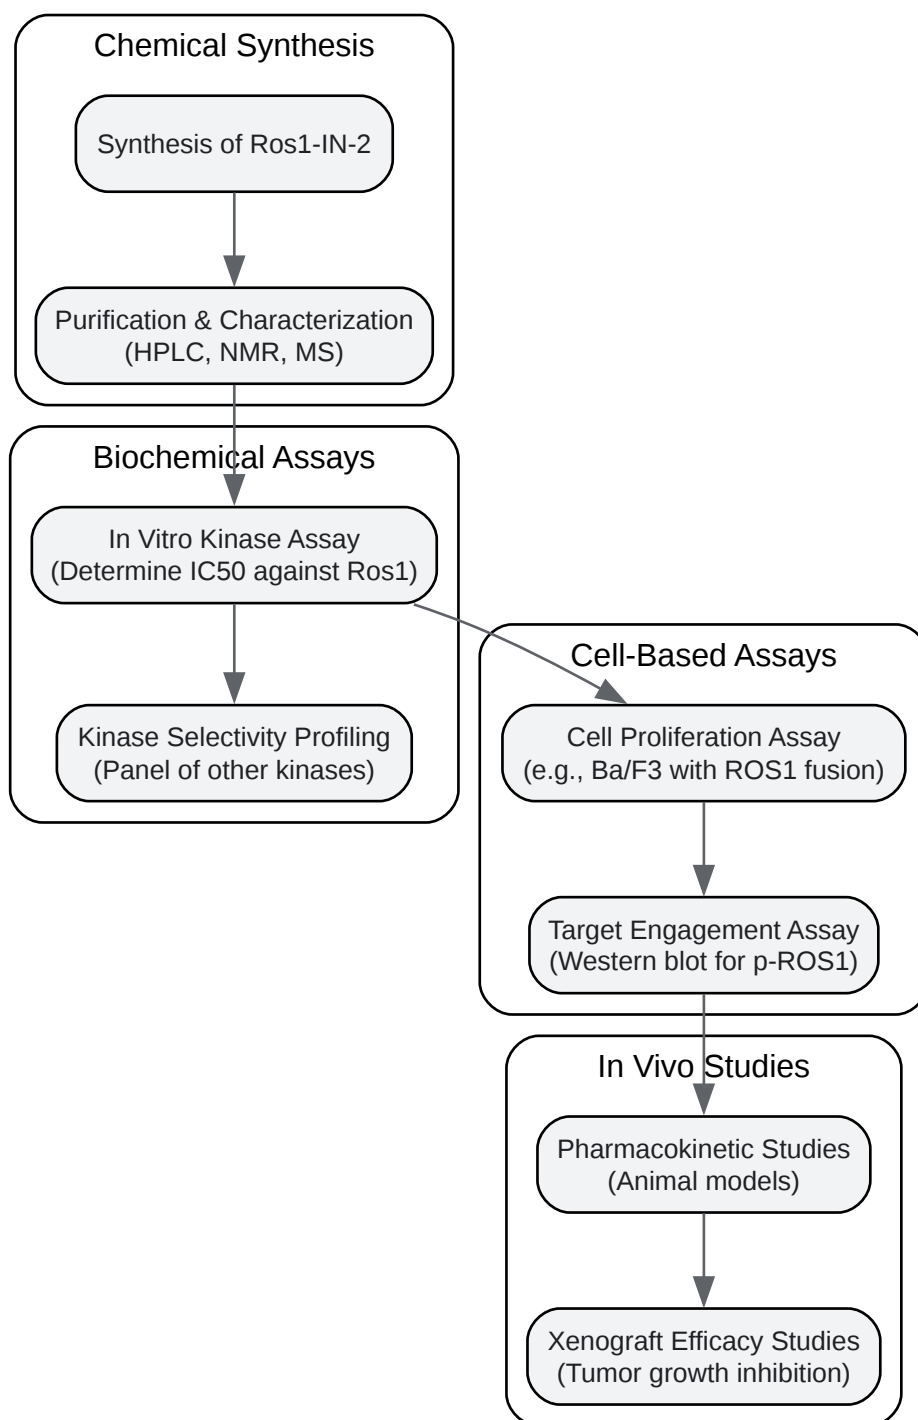 Chemical Synthesis
Synthesis of Ros1-IN-2
Purification & Characterization
(HPLC, NMR, MS)
Biochemical Assays
In Vitro Kinase Assay
(Determine IC50 against Ros1)
Kinase Selectivity Profiling
(Panel of other kinases)
Cell-Based Assays
Cell Proliferation Assay
(e.g., Ba/F3 with ROS1 fusion)
Target Engagement Assay
(Western blot for p-ROS1)
In Vivo Studies
Pharmacokinetic Studies
(Animal models)
Xenograft Efficacy Studies
(Tumor growth inhibition)